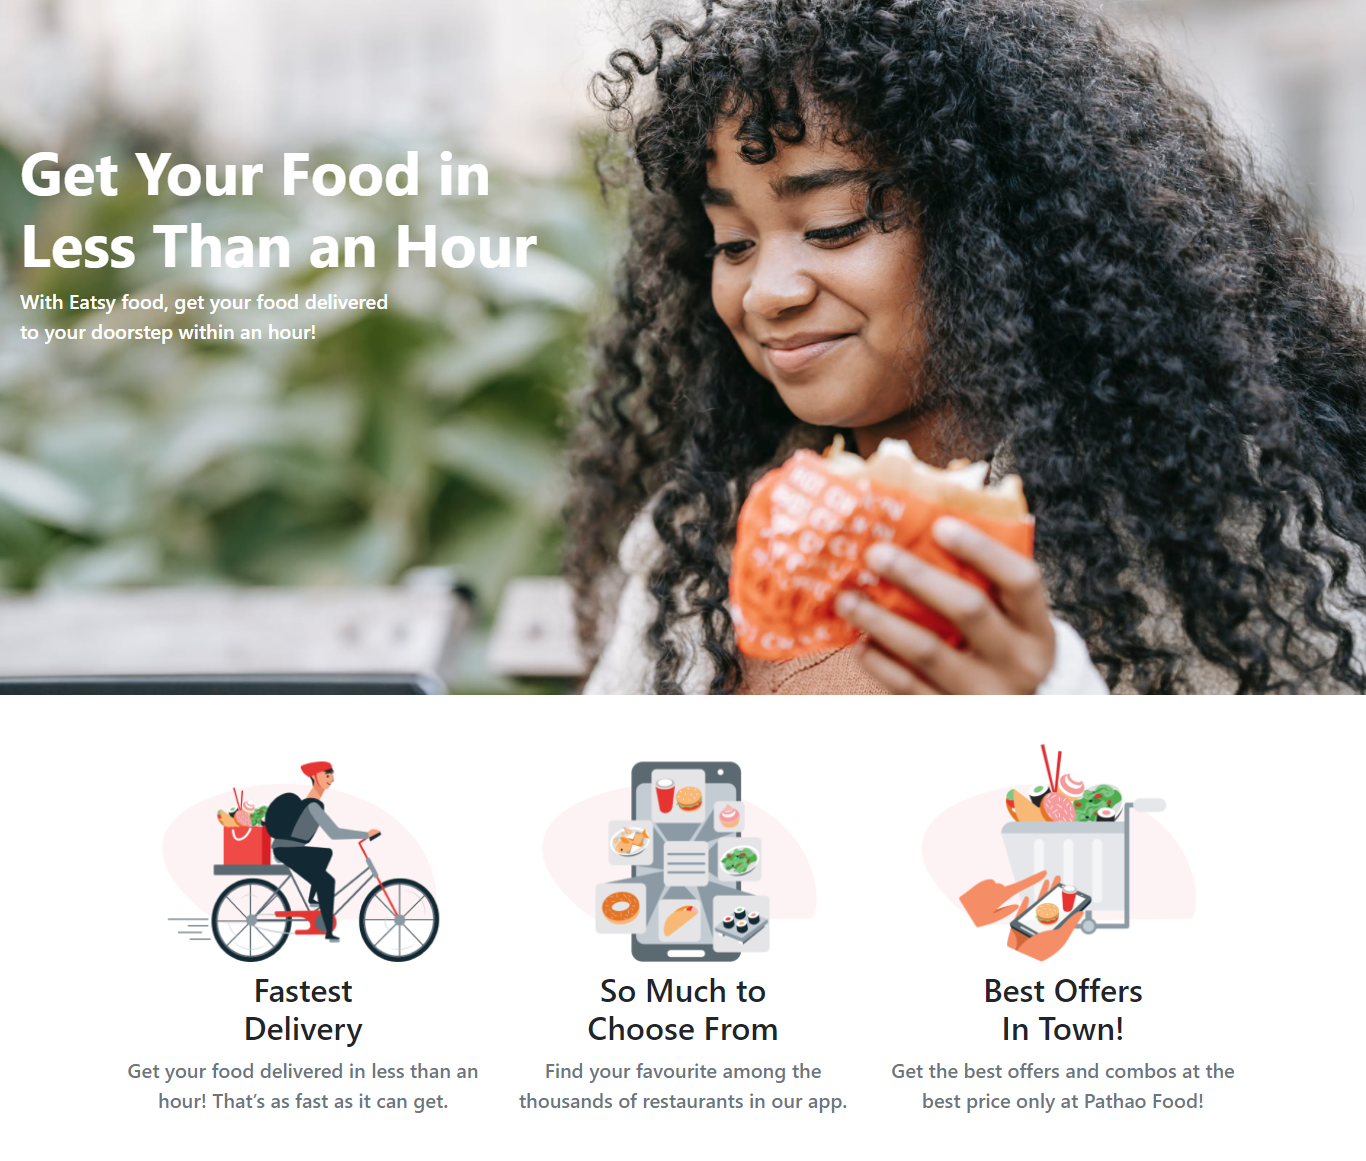 Get Your Food in
Less Than an Hour
With Eatsy food, get your food delivered
to your doorstep within an hour!
Fastest
Delivery
Get your food delivered in less than an
hour! That’s as fast as it can get.
So Much to
Choose From
Find your favourite among the
thousands of restaurants in our app.
Best Offers
In Town!
Get the best offers and combos at the
best price only at Pathao Food!